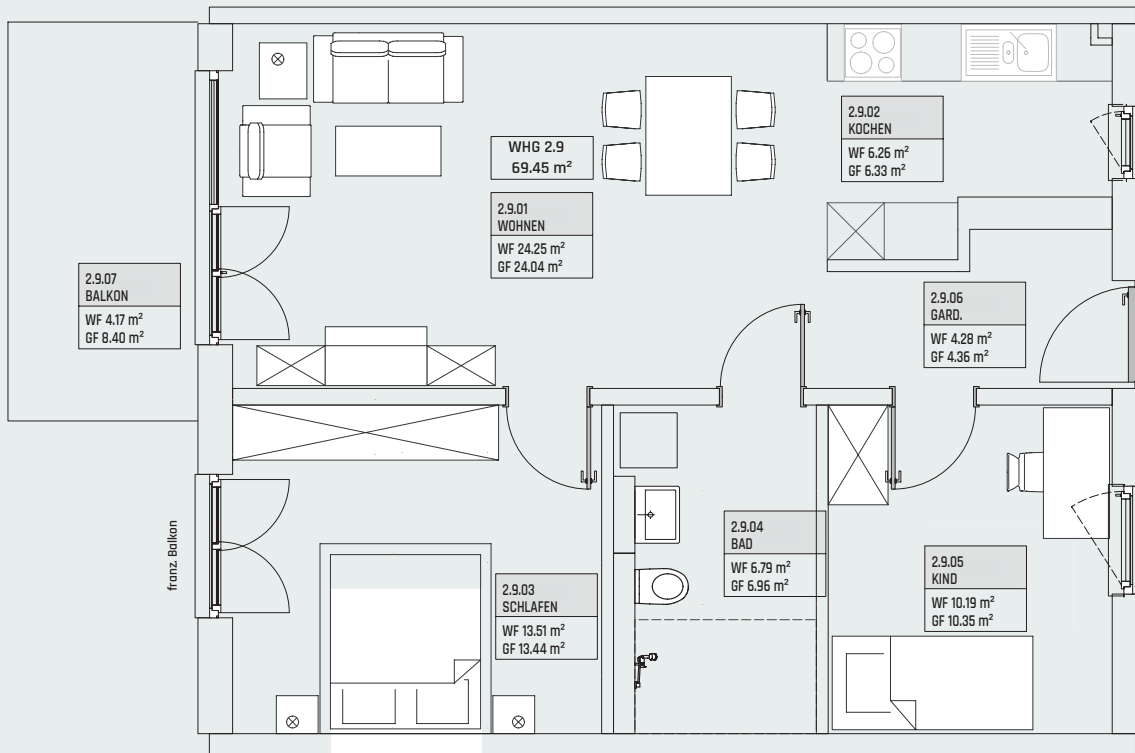 WHG 2.9
69.45 m²
2.9.01
WOHNEN
WF 24.25 m²
GF 24.04 m²
2.9.02
KOCHEN
WF 6.26 m²
GF 6.33 m²
2.9.07
BALKON
WF 4.17 m²
GF 8.40 m²
2.9.06
GARD.
WF 4.28 m²
GF 4.36 m²
franz. Balkon
2.9.03
SCHLAFEN
WF 13.51 m²
GF 13.44 m²
2.9.04
BAD
WF 6.79 m²
GF 6.96 m²
2.9.05
KIND
WF 10.19 m²
GF 10.35 m²